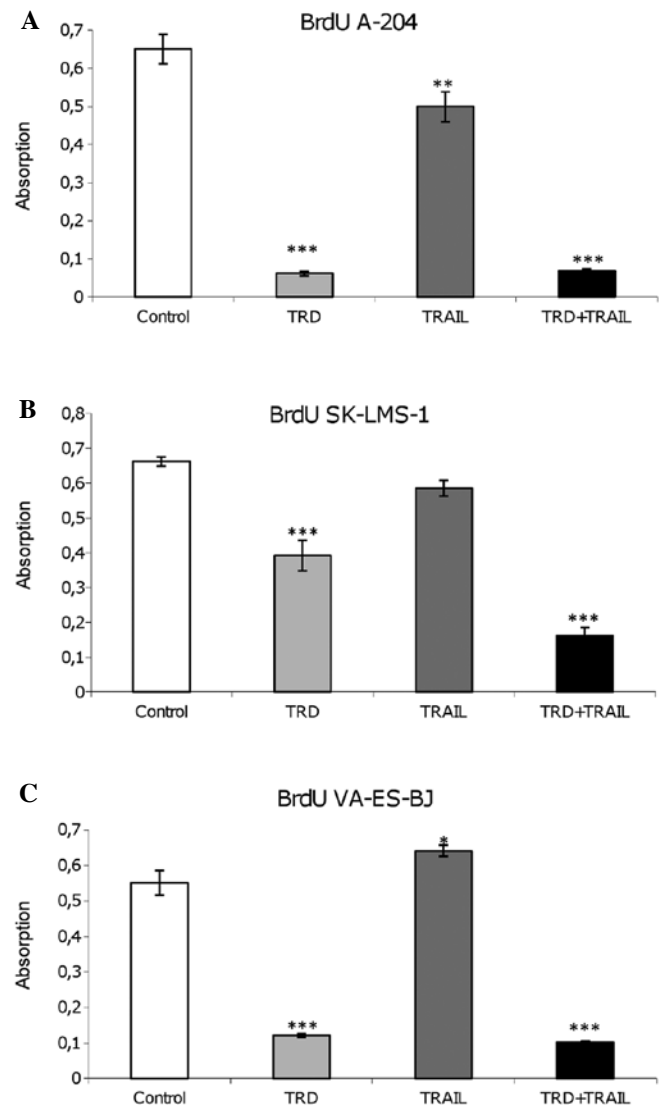 A
BrdU A-204
Absorption
0,7
0,6
0,5
0,4
0,3
0,2
0,1
0
***
**
***
Control TRD TRAIL TRD+TRAIL
B
BrdU SK-LMS-1
Absorption
0,8
0,7
0,6
0,5
0,4
0,3
0,2
0,1
0
***
***
Control TRD TRAIL TRD+TRAIL
C
BrdU VA-ES-BJ
Absorption
0,7
0,6
0,5
0,4
0,3
0,2
0,1
0
***
*
***
Control TRD TRAIL TRD+TRAIL